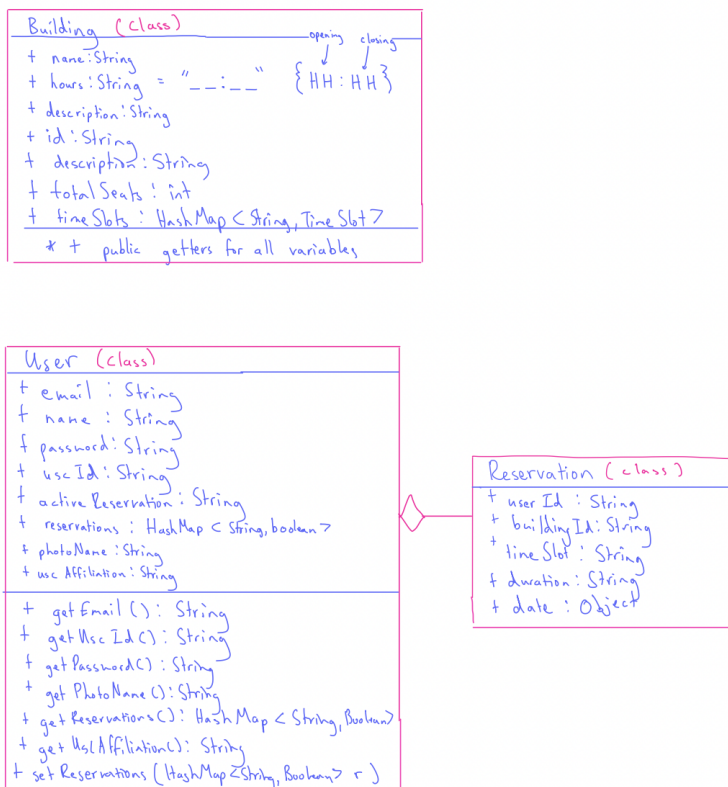 Building (class)
opening closing
+ name: String
+ hours: String = "__:__" {HH:HH}
+ description: String
+ id: String
+ description: String
+ totalSeats: int
+ timeSlots: HashMap<String, TimeSlot>
* + public getters for all variables
User (class)
+ email: String
+ name: String
+ password: String
+ uscId: String
+ activeReservation: String
+ reservations: HashMap<String, boolean>
+ photoName: String
+ uscAffiliation: String
+ getEmail(): String
+ getUscId(): String
+ getPassword(): String
+ getPhotoName(): String
+ getReservations(): HashMap<String, Boolean>
+ getUscAffiliation(): String
+ setReservations(HashMap<String, Boolean> r)
Reservation (class)
+ userId: String
+ buildingId: String
+ timeSlot: String
+ duration: String
+ date: Object